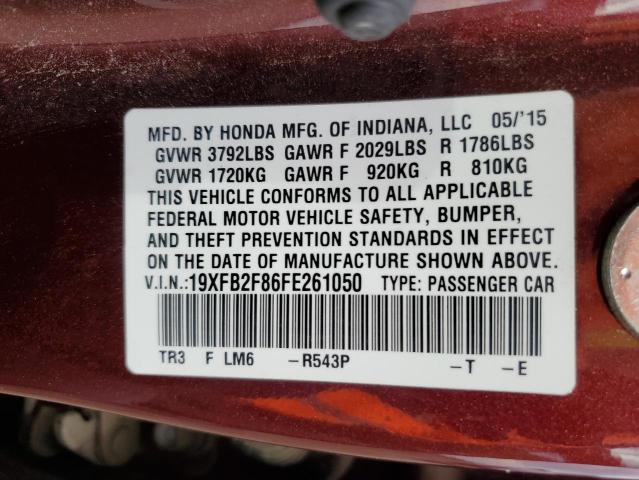 MFD. BY HONDA MFG. OF INDIANA, LLC 05/'15
GVWR 3792LBS GAWR F 2029LBS R 1786LBS
GVWR 1720KG GAWR F 920KG R 810KG
THIS VEHICLE CONFORMS TO ALL APPLICABLE
FEDERAL MOTOR VEHICLE SAFETY, BUMPER,
AND THEFT PREVENTION STANDARDS IN EFFECT
ON THE DATE OF MANUFACTURE SHOWN ABOVE.
V.I.N.:19XFB2F86FE261050 TYPE: PASSENGER CAR
TR3 F LM6 –R543P –T –E